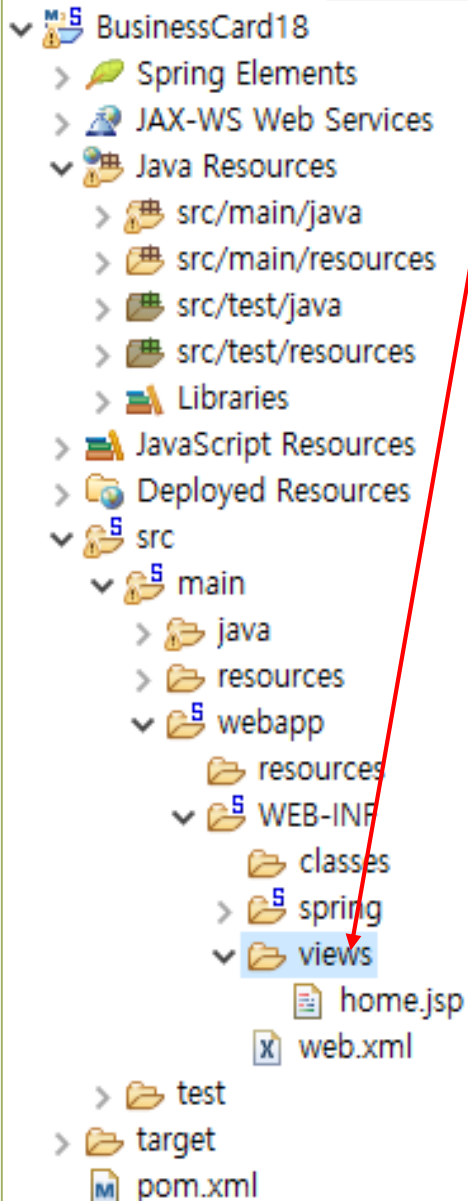 BusinessCard18
Spring Elements
JAX-WS Web Services
Java Resources
src/main/java
src/main/resources
src/test/java
src/test/resources
Libraries
JavaScript Resources
Deployed Resources
src
main
java
resources
webapp
resources
WEB-INF
classes
spring
views
home.jsp
web.xml
test
target
pom.xml